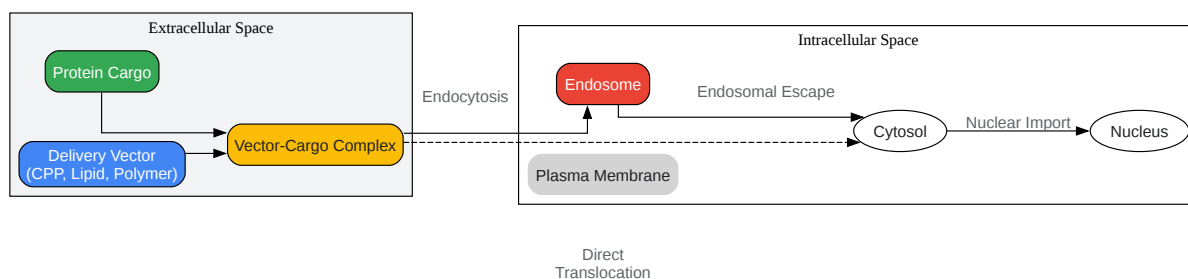 Extracellular Space
Protein Cargo
Delivery Vector
(CPP, Lipid, Polymer)
Vector-Cargo Complex
Endocytosis
Intracellular Space
Endosome
Endosomal Escape
Cytosol
Nuclear Import
Nucleus
Plasma Membrane
Direct
Translocation